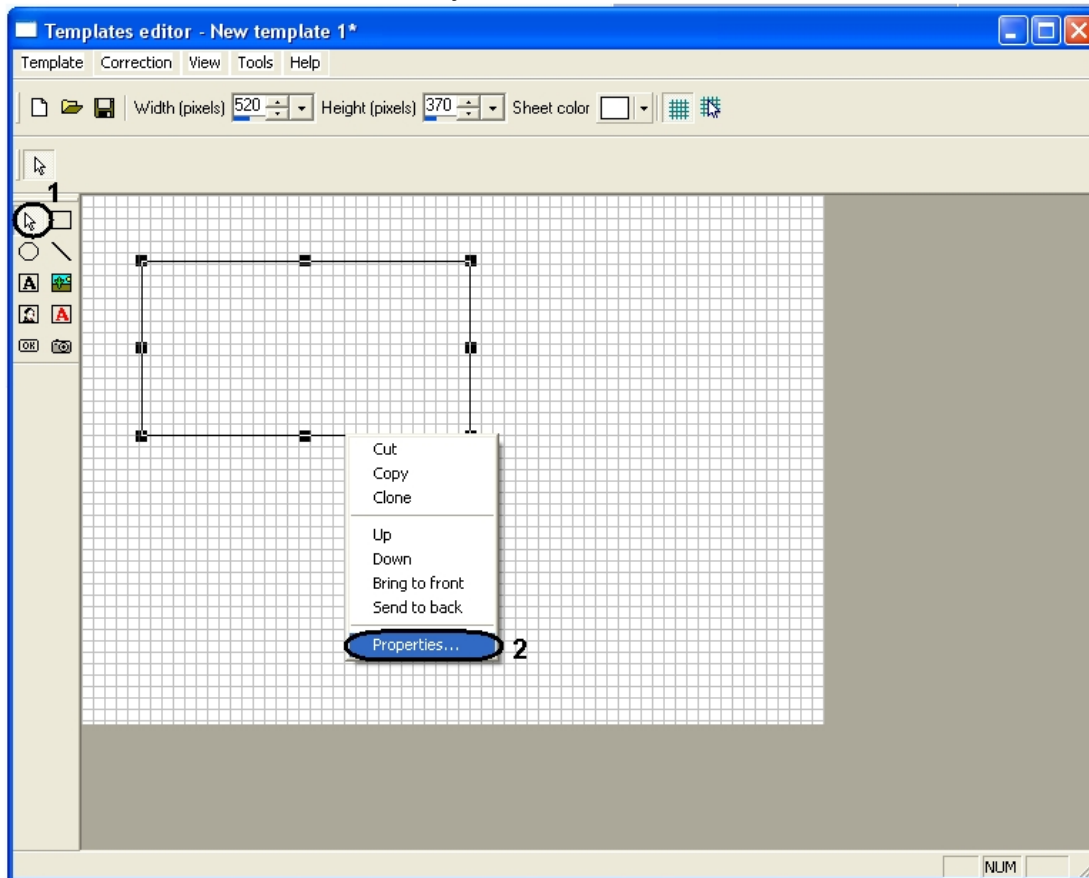 Templates editor - New template 1*
Template Correction View Tools Help
Width (pixels) 520 Height (pixels) 370 Sheet color
1
A
A
OK
Cut
Copy
Clone
Up
Down
Bring to front
Send to back
Properties... 2
NUM